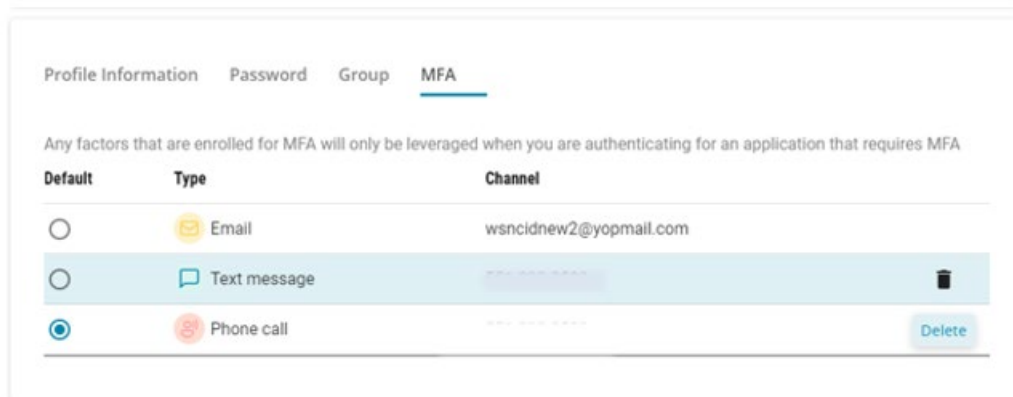 Profile Information Password Group MFA
Any factors that are enrolled for MFA will only be leveraged when you are authenticating for an application that requires MFA
Default Type Channel
Email wsncidnew2@yopmail.com
Text message
Phone call Delete